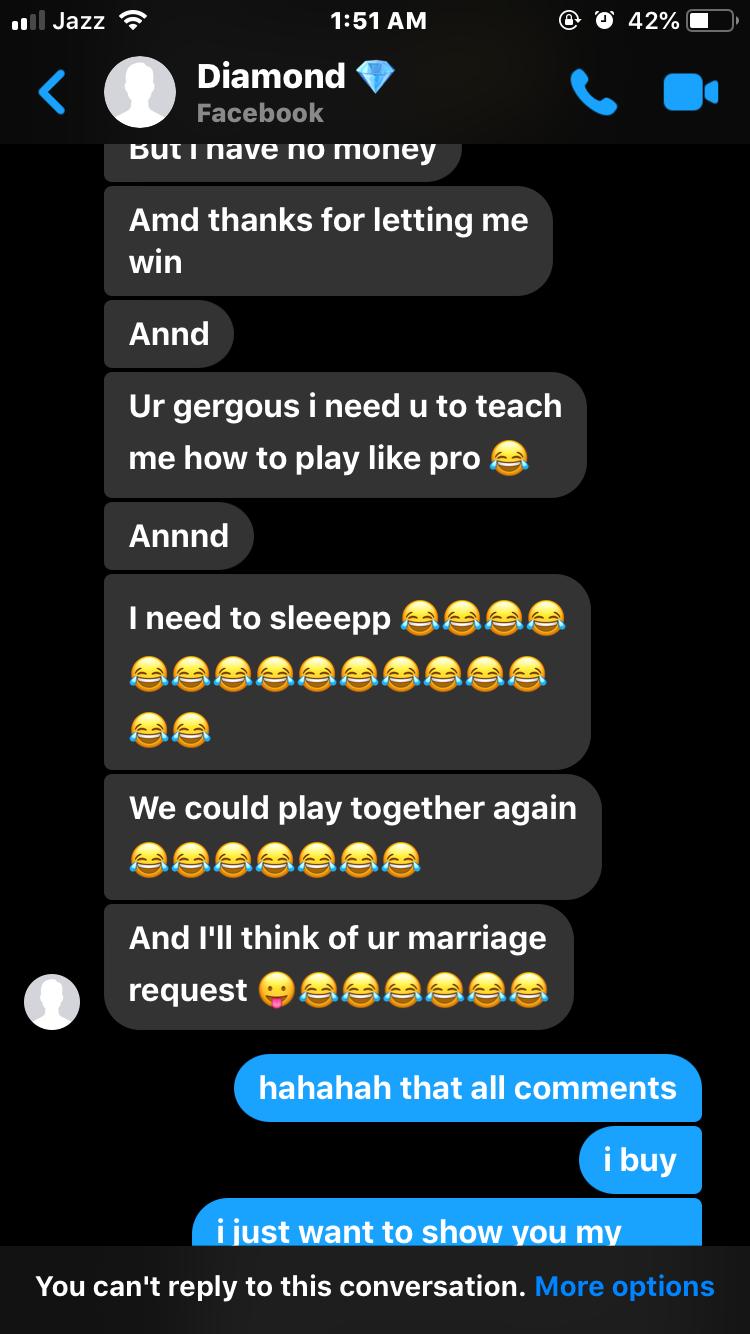 Jazz 1:51 AM 42%
Diamond 💎
Facebook
But I have no money
Amd thanks for letting me
win
Annd
Ur gergous i need u to teach
me how to play like pro 😂
Annnd
I need to sleeepp 😂😂😂😂
😂😂😂😂😂😂😂😂😂😂
😂😂
We could play together again
😂😂😂😂😂😂😂
And I'll think of ur marriage
request 😛😂😂😂😂😂😂
hahahah that all comments
i buy
i just want to show you my
You can't reply to this conversation. More options